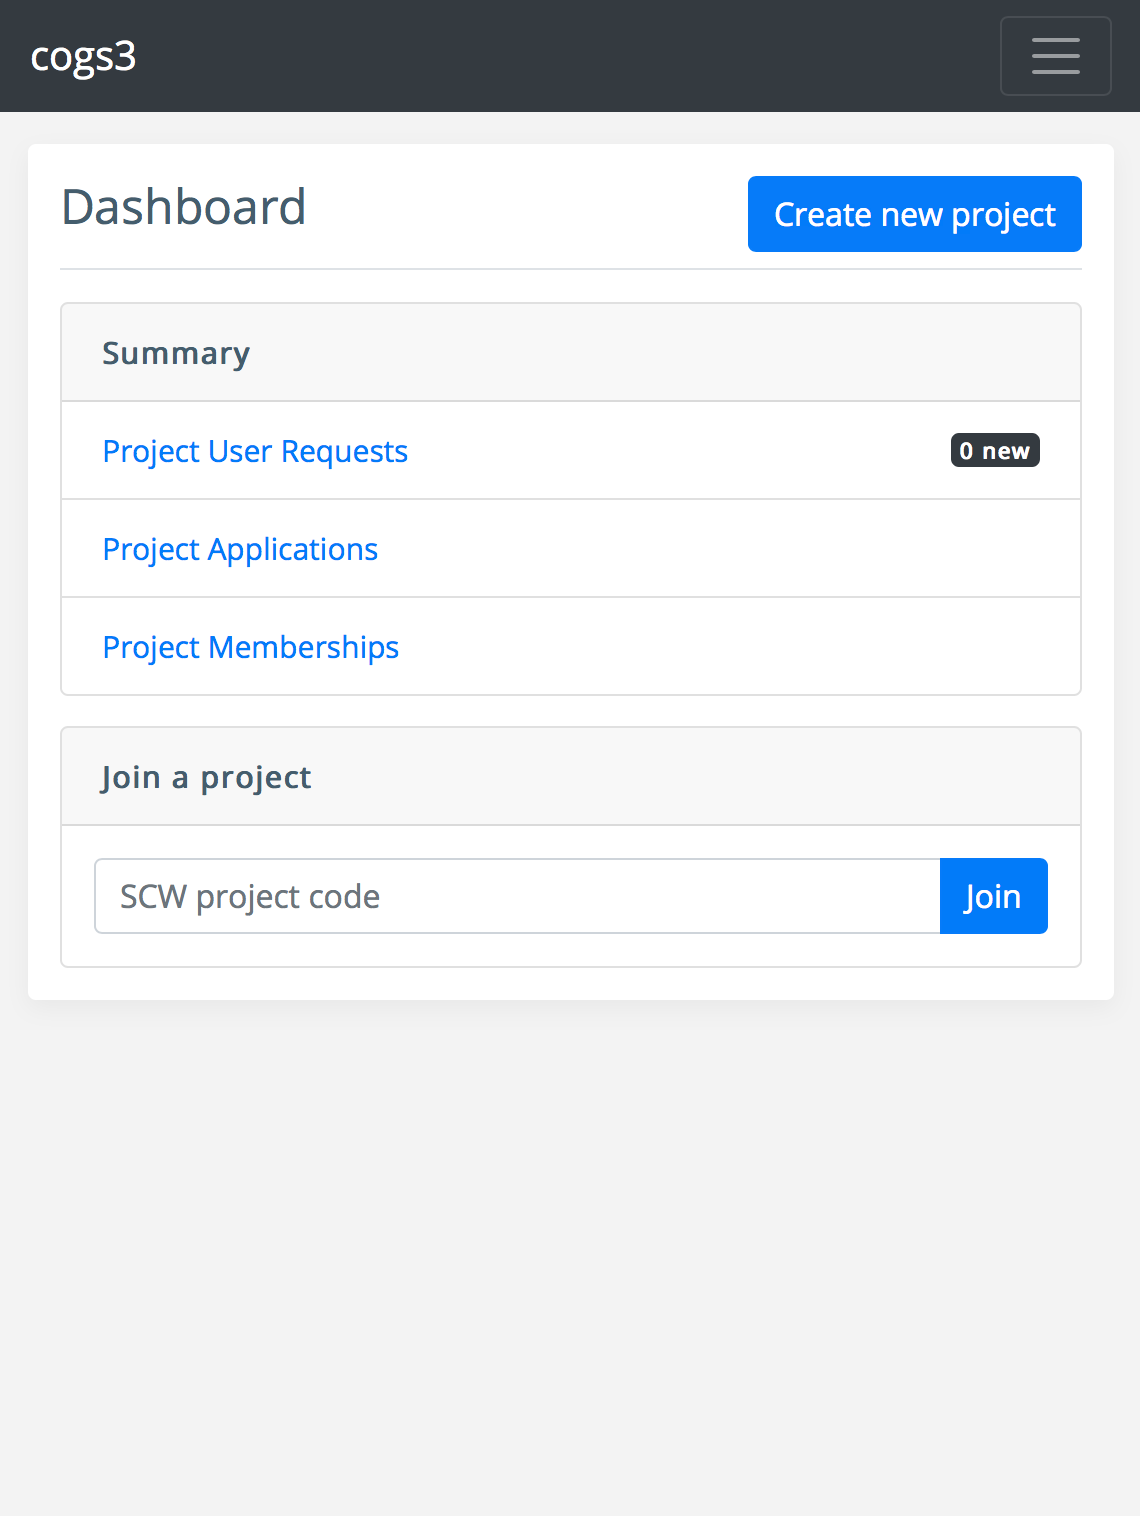 cogs3
Dashboard
Create new project
Summary
Project User Requests
0 new
Project Applications
Project Memberships
Join a project
SCW project code
Join